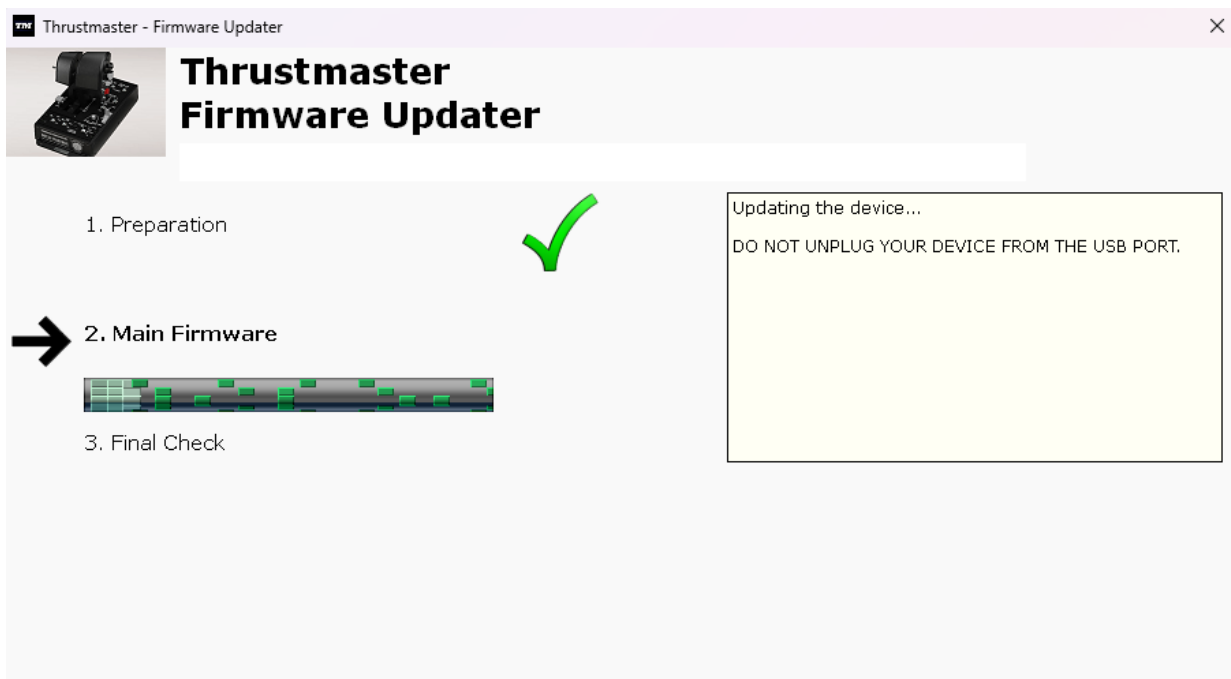 TM Thrustmaster - Firmware Updater
Thrustmaster
Firmware Updater
1. Preparation
2. Main Firmware
3. Final Check
Updating the device...
DO NOT UNPLUG YOUR DEVICE FROM THE USB PORT.